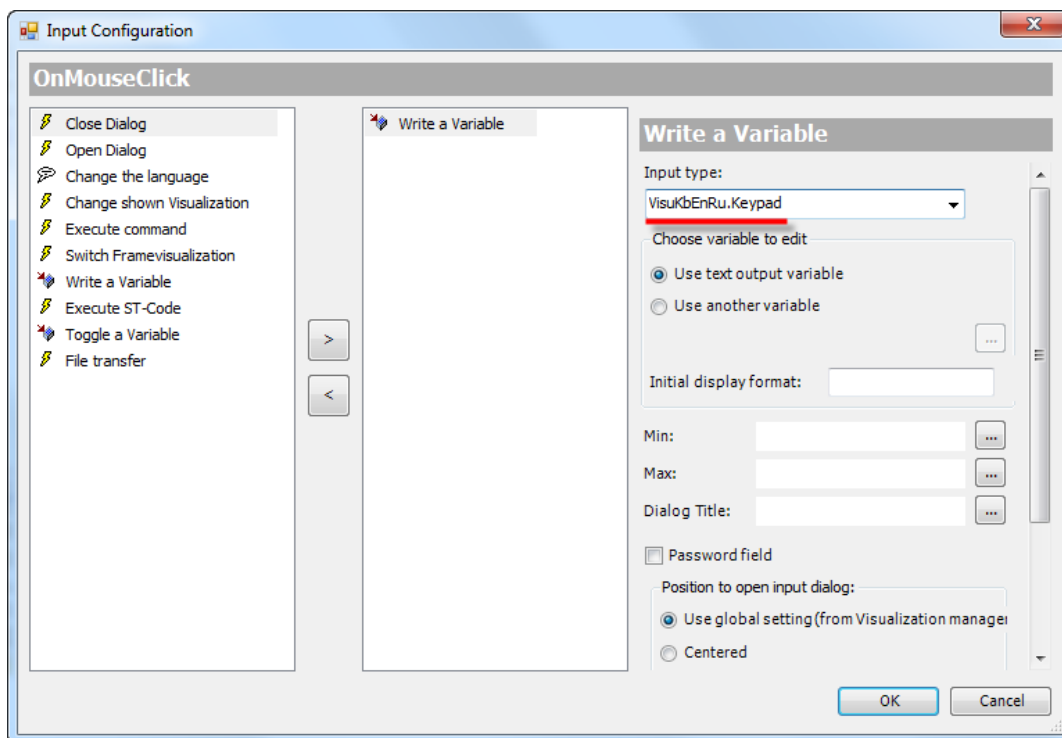 Input Configuration
OnMouseClick
Close Dialog
Open Dialog
Change the language
Change shown Visualization
Execute command
Switch Framevisualization
Write a Variable
Execute ST-Code
Toggle a Variable
File transfer
>
<
Write a Variable
Write a Variable
Input type:
VisuKbEnRu.Keypad
Choose variable to edit
Use text output variable
Use another variable
...
Initial display format:
Min:
...
Max:
...
Dialog Title:
...
Password field
Position to open input dialog:
Use global setting (from Visualization manager
Centered
OK
Cancel